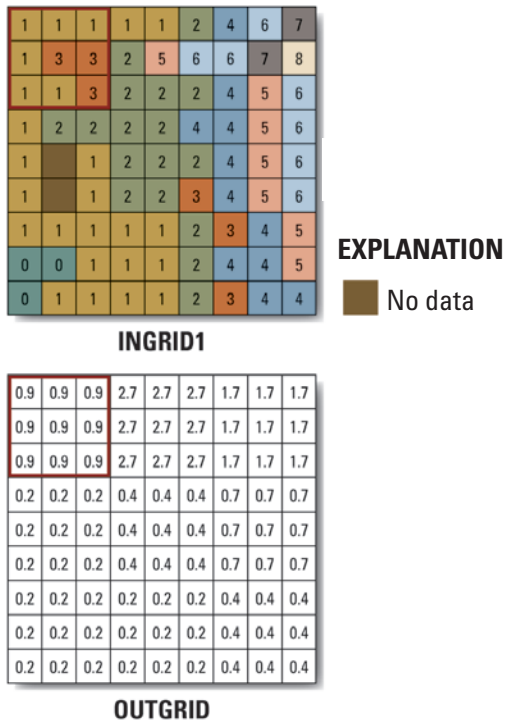 1 1 1 1 1 2 4 6 7
1 3 3 2 5 6 6 7 8
1 1 3 2 2 2 4 5 6
1 2 2 2 2 4 4 5 6
1 1 2 2 2 4 5 6
1 1 2 2 3 4 5 6
1 1 1 1 1 2 3 4 5
0 0 1 1 1 2 4 4 5
0 1 1 1 1 2 3 4 4
INGRID1
EXPLANATION
No data
0.9 0.9 0.9 2.7 2.7 2.7 1.7 1.7 1.7
0.9 0.9 0.9 2.7 2.7 2.7 1.7 1.7 1.7
0.9 0.9 0.9 2.7 2.7 2.7 1.7 1.7 1.7
0.2 0.2 0.2 0.4 0.4 0.4 0.7 0.7 0.7
0.2 0.2 0.2 0.4 0.4 0.4 0.7 0.7 0.7
0.2 0.2 0.2 0.4 0.4 0.4 0.7 0.7 0.7
0.2 0.2 0.2 0.2 0.2 0.2 0.4 0.4 0.4
0.2 0.2 0.2 0.2 0.2 0.2 0.4 0.4 0.4
0.2 0.2 0.2 0.2 0.2 0.2 0.4 0.4 0.4
OUTGRID